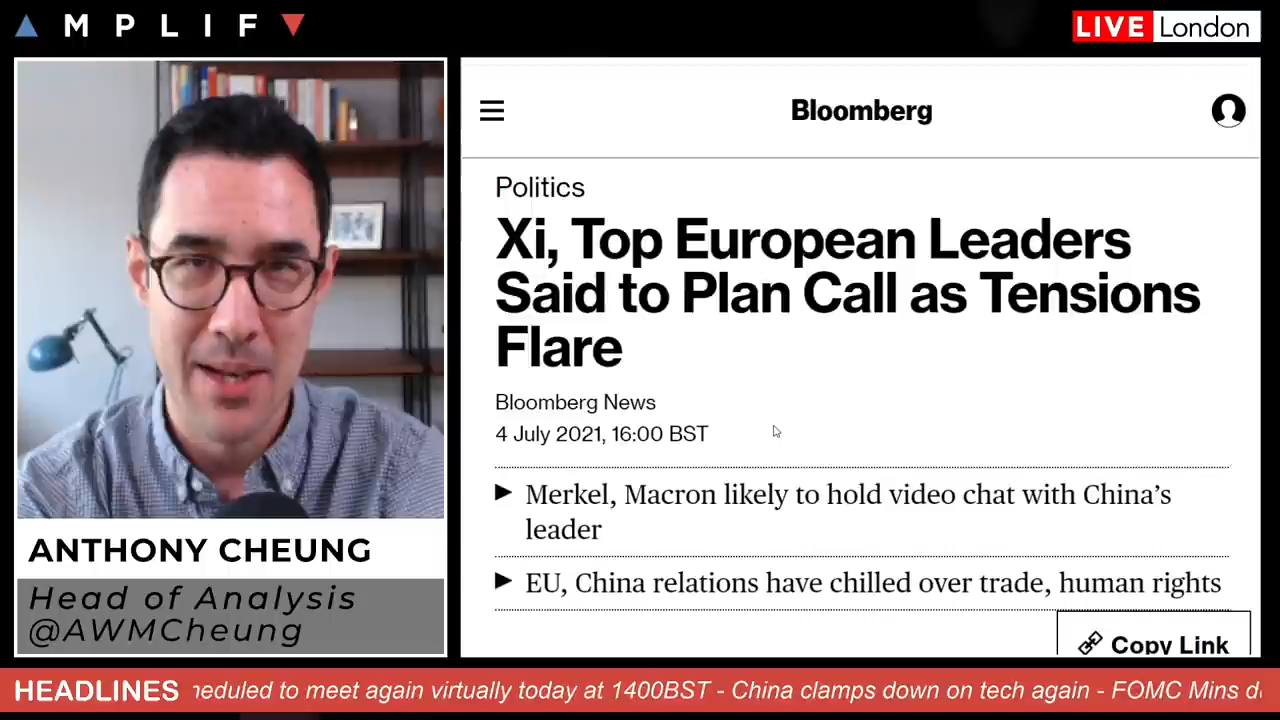 AMPLIFY
LIVE London
Bloomberg
Politics
Xi, Top European Leaders
Said to Plan Call as Tensions
Flare
Bloomberg News
4 July 2021, 16:00 BST
Merkel, Macron likely to hold video chat with China's
leader
EU, China relations have chilled over trade, human rights
Copy Link
ANTHONY CHEUNG
Head of Analysis
@AWMCheung
HEADLINES to meet again virtually today at 1400BST - China clamps down on tech again - FOMC Mins